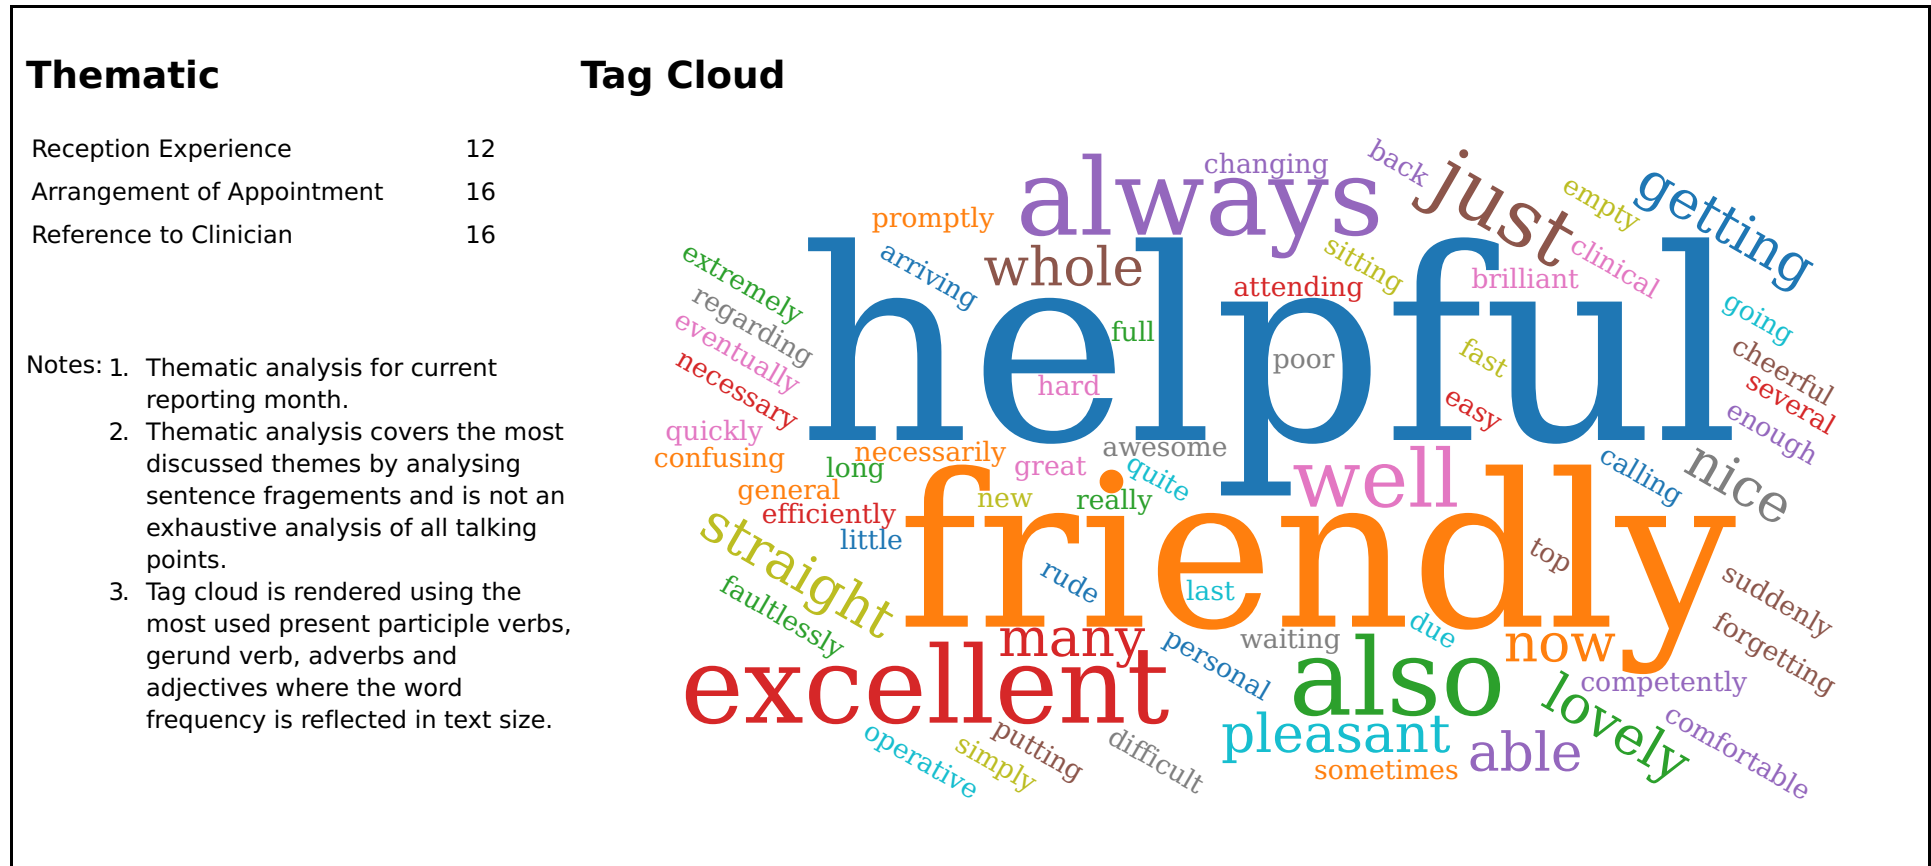 Thematic
Reception Experience 12
Arrangement of Appointment 16
Reference to Clinician 16
Notes: 1. Thematic analysis for current
reporting month.
2. Thematic analysis covers the most
discussed themes by analysing
sentence fragements and is not an
exhaustive analysis of all talking
points.
3. Tag cloud is rendered using the
most used present participle verbs,
gerund verb, adverbs and
adjectives where the word
frequency is reflected in text size.
Tag Cloud
changing
back
always
just
empty
getting
promptly
extremely
arriving
whole
sitting
clinical
attending
brilliant
regarding
going
helpful
eventually
full
poor
fast
cheerful
necessary
hard
easy
several
quickly
enough
confusing
necessarily
awesome
long
great
quite
well
calling
nice
general
new
really
efficiently
little
straight
friendly
top
rude
last
suddenly
faultlessly
due
forgetting
many
personal
waiting
now
excellent
also
competently
lovely
operative
simply
putting
difficult
pleasant
able
comfortable
sometimes